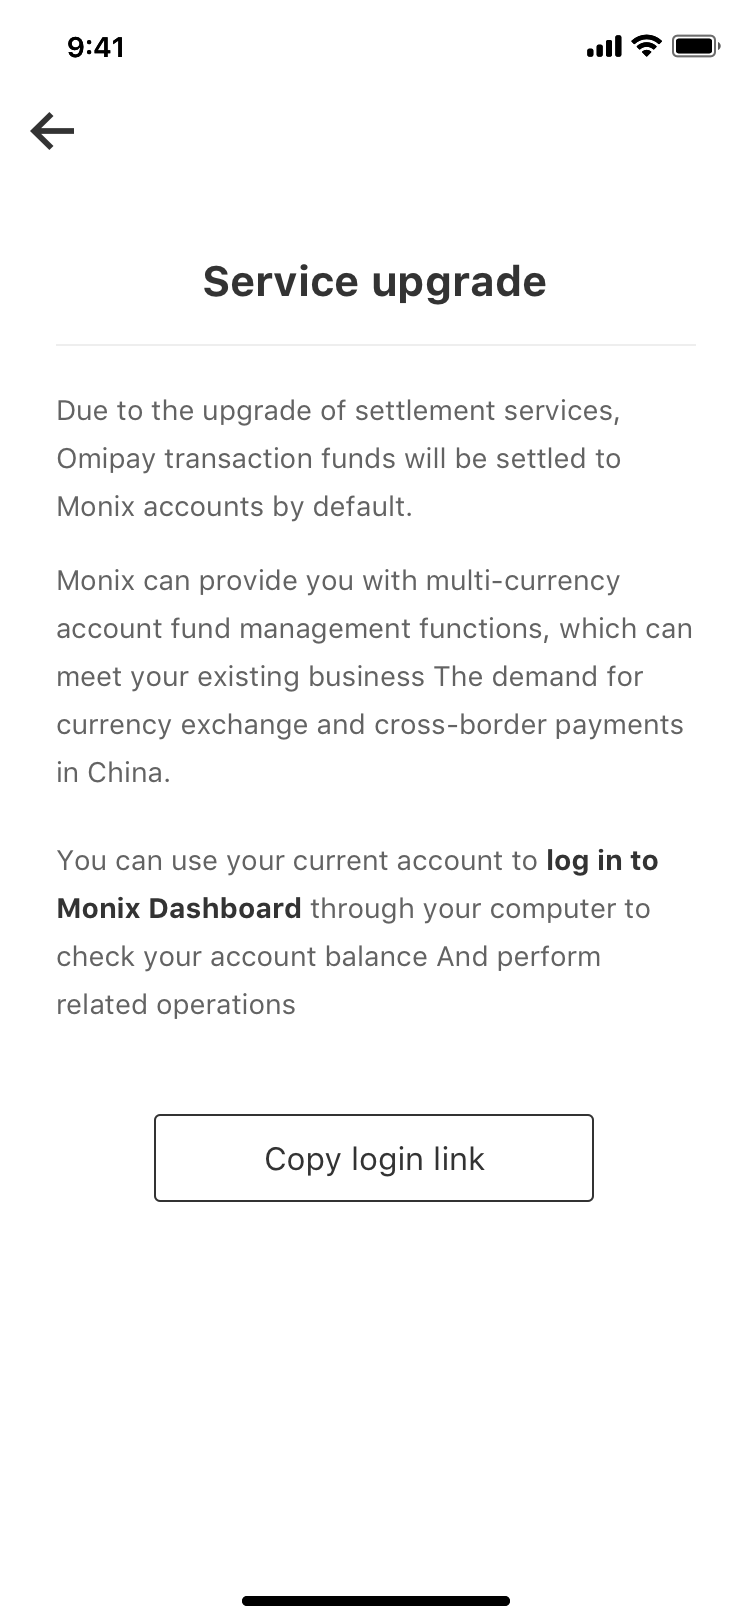 9:41
Service upgrade
Due to the upgrade of settlement services,
Omipay transaction funds will be settled to
Monix accounts by default.
Monix can provide you with multi-currency
account fund management functions, which can
meet your existing business The demand for
currency exchange and cross-border payments
in China.
You can use your current account to log in to
Monix Dashboard through your computer to
check your account balance And perform
related operations
Copy login link